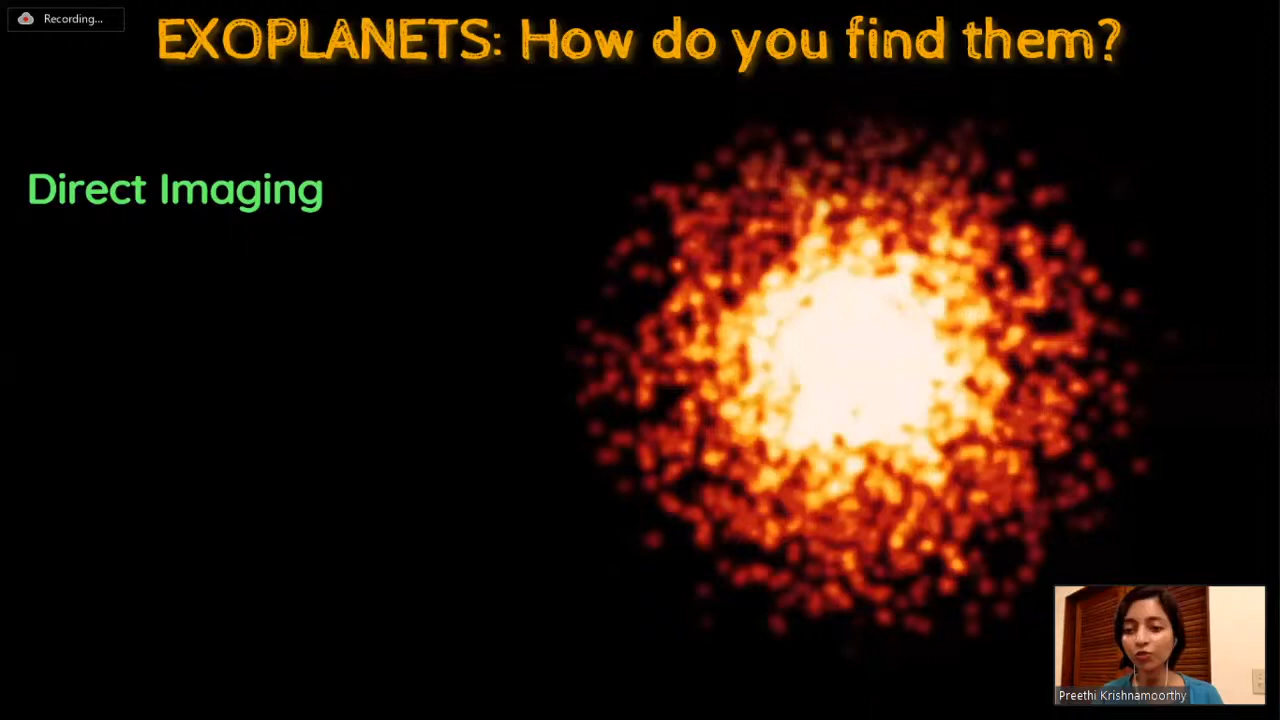 Recording...
EXOPLANETS: How do you find them?
Direct Imaging
Preethi Krishnamoorthy